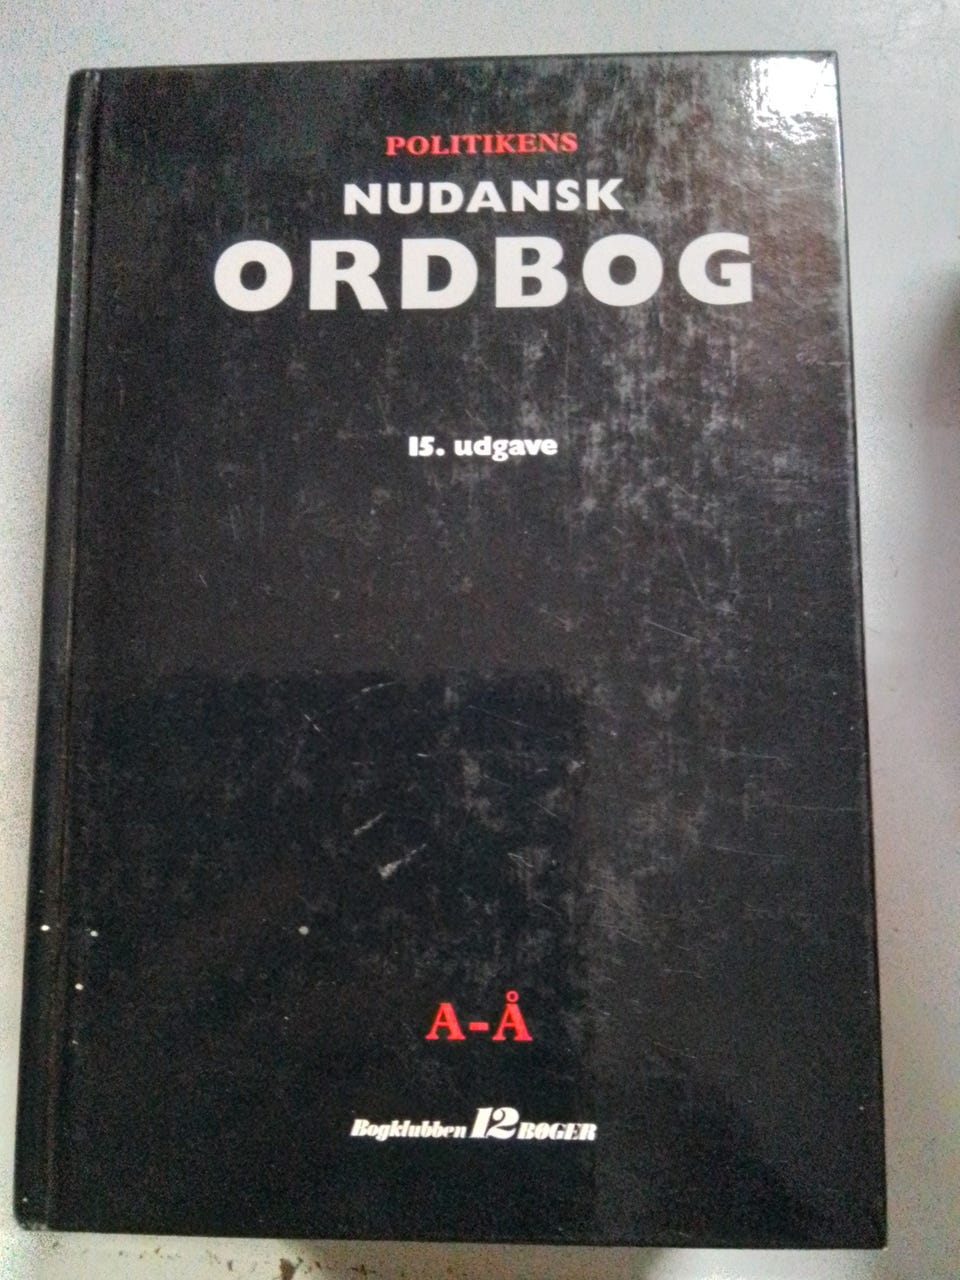 POLITIKENS
NUDANSK
ORDBOG
15. udgave
A-Å
Bogklubben 12 BØGER